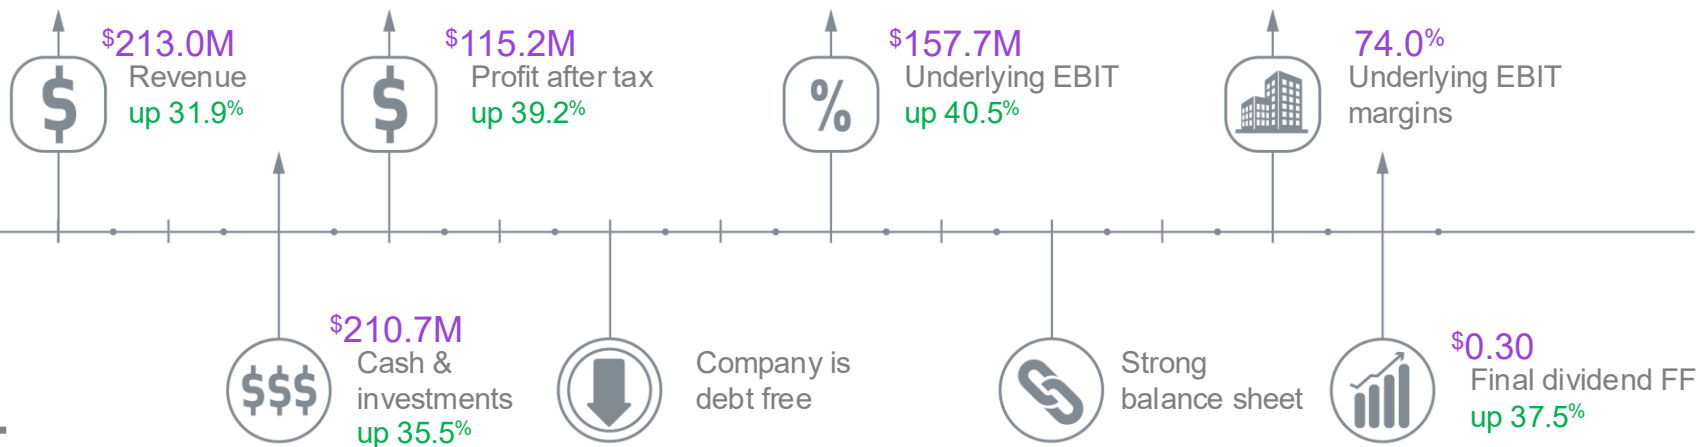 $213.0M
Revenue
up 31.9%
$115.2M
Profit after tax
up 39.2%
$157.7M
Underlying EBIT
up 40.5%
74.0%
Underlying EBIT
margins
$210.7M
Cash &
investments
up 35.5%
Company is
debt free
Strong
balance sheet
$0.30
Final dividend FF
up 37.5%
$
$
%
$$$